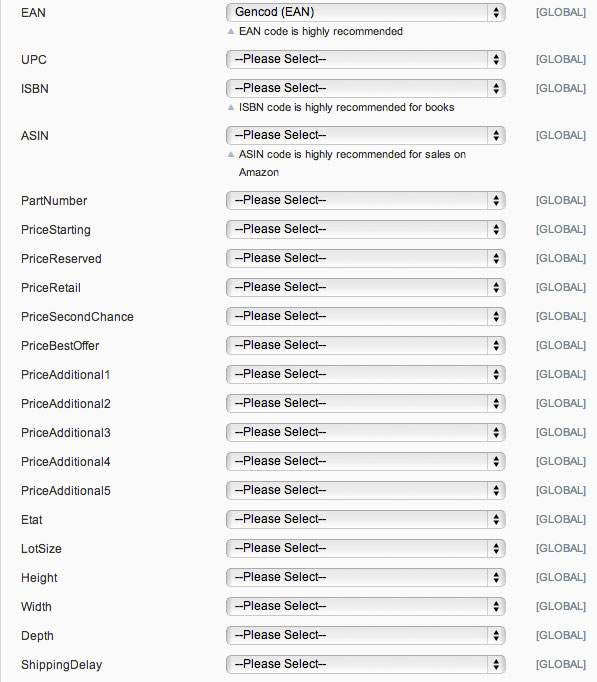 EAN Gencod (EAN) [GLOBAL]
EAN code is highly recommended
UPC --Please Select-- [GLOBAL]
ISBN --Please Select-- [GLOBAL]
ISBN code is highly recommended for books
ASIN --Please Select-- [GLOBAL]
ASIN code is highly recommended for sales on
Amazon
PartNumber --Please Select-- [GLOBAL]
PriceStarting --Please Select-- [GLOBAL]
PriceReserved --Please Select-- [GLOBAL]
PriceRetail --Please Select-- [GLOBAL]
PriceSecondChance --Please Select-- [GLOBAL]
PriceBestOffer --Please Select-- [GLOBAL]
PriceAdditional1 --Please Select-- [GLOBAL]
PriceAdditional2 --Please Select-- [GLOBAL]
PriceAdditional3 --Please Select-- [GLOBAL]
PriceAdditional4 --Please Select-- [GLOBAL]
PriceAdditional5 --Please Select-- [GLOBAL]
Etat --Please Select-- [GLOBAL]
LotSize --Please Select-- [GLOBAL]
Height --Please Select-- [GLOBAL]
Width --Please Select-- [GLOBAL]
Depth --Please Select-- [GLOBAL]
ShippingDelay --Please Select-- [GLOBAL]